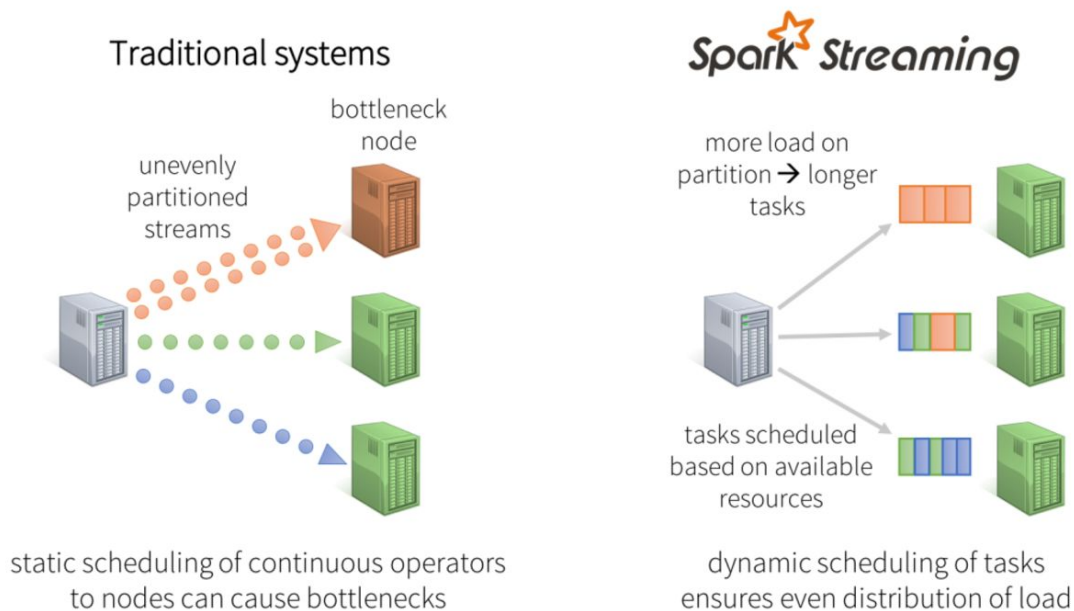 Traditional systems
bottleneck
node
unevenly
partitioned
streams
static scheduling of continuous operators
to nodes can cause bottlenecks
Spark Streaming
more load on
partition → longer
tasks
tasks scheduled
based on available
resources
dynamic scheduling of tasks
ensures even distribution of load